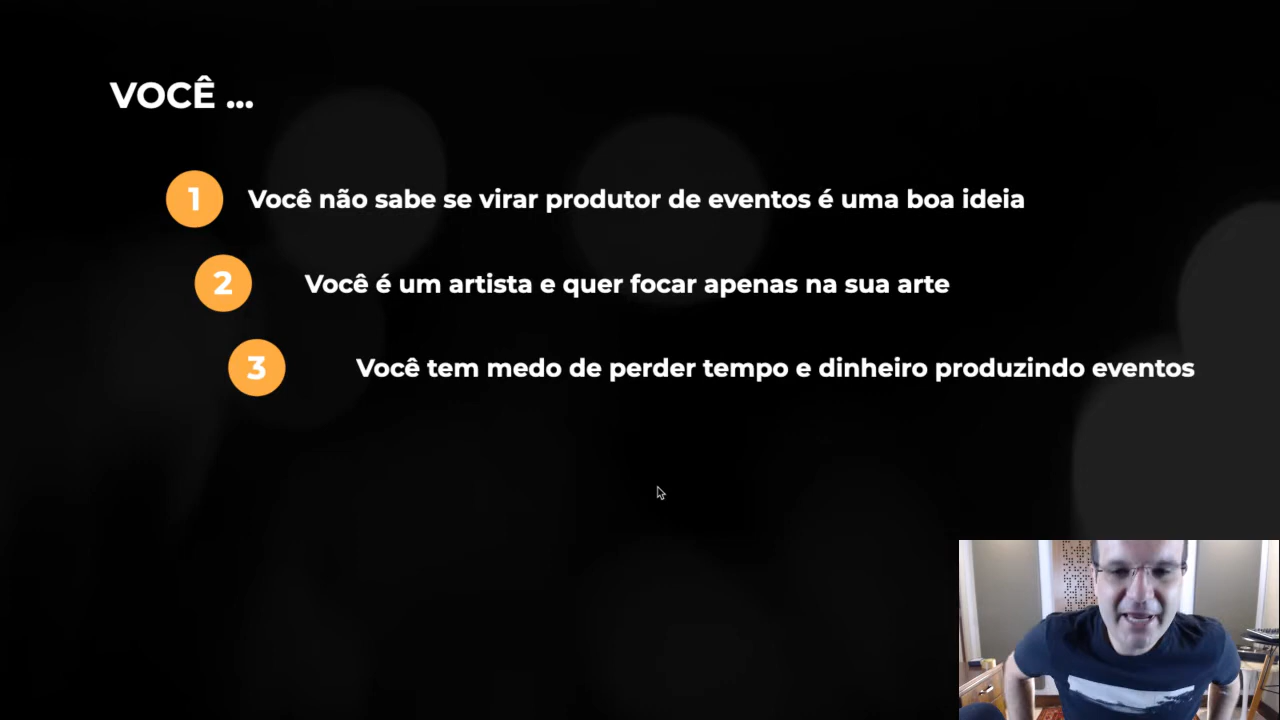 VOCÊ ...
1 Você não sabe se virar produtor de eventos é uma boa ideia
2 Você é um artista e quer focar apenas na sua arte
3 Você tem medo de perder tempo e dinheiro produzindo eventos